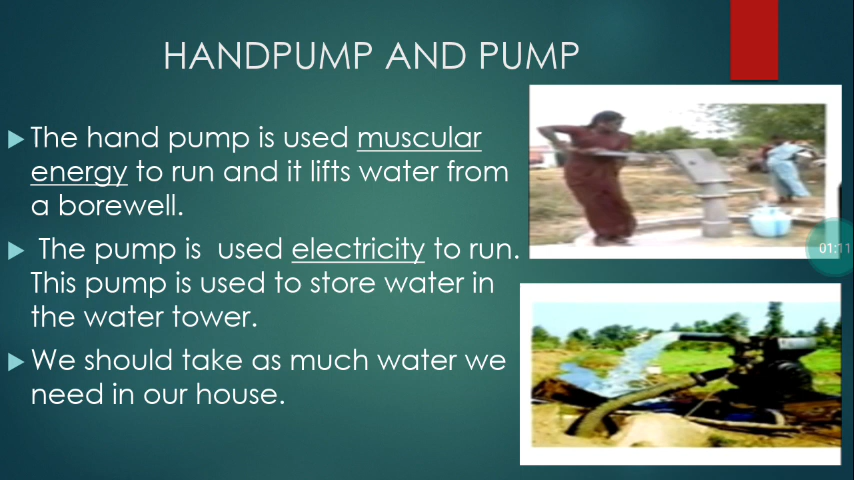 HANDPUMP AND PUMP
The hand pump is used muscular
energy to run and it lifts water from
a borewell.
The pump is used electricity to run.
This pump is used to store water in
the water tower.
We should take as much water we
need in our house.
01:11